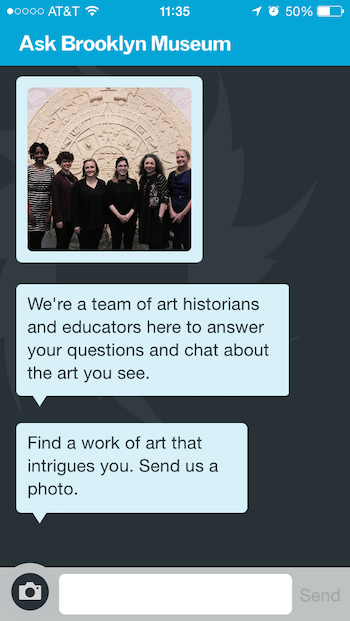 AT&T 11:35 50%
Ask Brooklyn Museum
We're a team of art historians
and educators here to answer
your questions and chat about
the art you see.
Find a work of art that
intrigues you. Send us a
photo.
Send